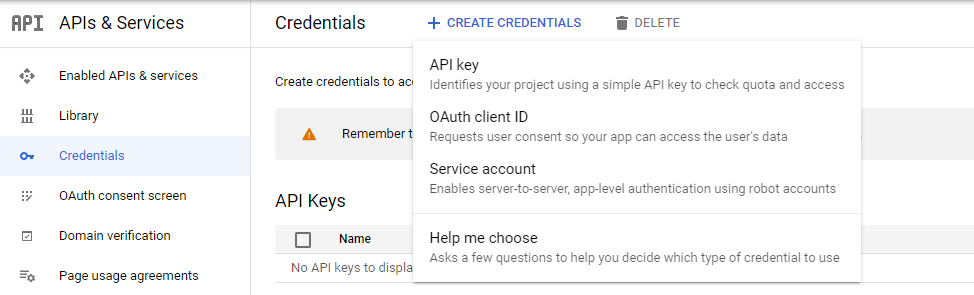 API APIs & Services
Credentials
+ CREATE CREDENTIALS
DELETE
Enabled APIs & services
Library
Credentials
OAuth consent screen
Domain verification
Page usage agreements
Create credentials to
Remember
API Keys
Name
No API keys to
API key
Identifies your project using a simple API key to check quota and access
OAuth client ID
Requests user consent so your app can access the user's data
Service account
Enables server-to-server, app-level authentication using robot accounts
Help me choose
Asks a few questions to help you decide which type of credential to use